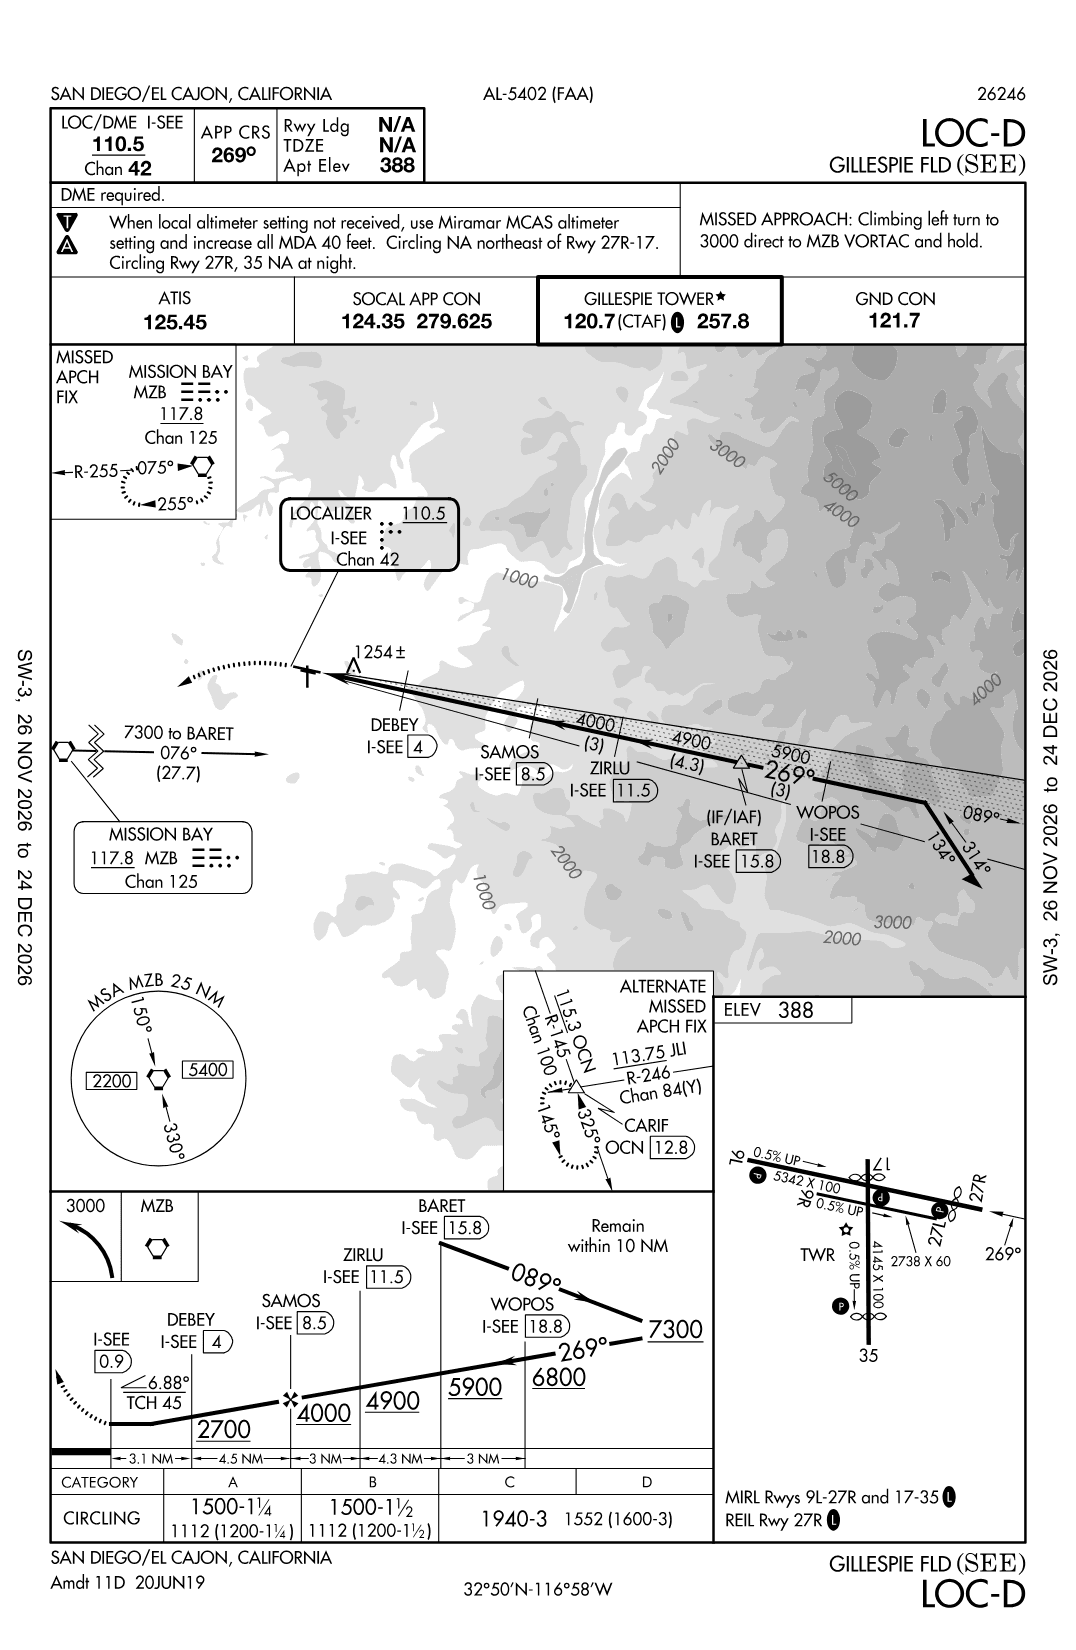 SAN DIEGO/EL CAJON, CALIFORNIA
AL-5402 (FAA)
26246
LOC/DME I-SEE
110.5
Chan 42
APP CRS
269°
Rwy Ldg N/A
TDZE N/A
Apt Elev 388
LOC-D
GILLESPIE FLD (SEE)
DME required.
T
A
When local altimeter setting not received, use Miramar MCAS altimeter
setting and increase all MDA 40 feet. Circling NA northeast of Rwy 27R-17.
Circling Rwy 27R, 35 NA at night.
MISSED APPROACH: Climbing left turn to
3000 direct to MZB VORTAC and hold.
ATIS
125.45
SOCAL APP CON
124.35 279.625
GILLESPIE TOWER★
120.7 (CTAF) L 257.8
GND CON
121.7
MISSED
APCH
FIX
MISSION BAY
MZB
117.8
Chan 125
R-255
075°
255°
LOCALIZER 110.5
I-SEE
Chan 42
2000
3000
5000
4000
1000
4000
1254±
7300 to BARET
076°
(27.7)
DEBEY
I-SEE 4
SAMOS
I-SEE 8.5
4000
(3)
ZIRLU
I-SEE 11.5
4900
(4.3)
5900
269°
(3)
(IF/IAF)
BARET
I-SEE 15.8
WOPOS
I-SEE
18.8
089°
134°
314°
MISSION BAY
117.8 MZB
Chan 125
2000
1000
3000
2000
MSA MZB 25 NM
150°
2200
5400
330°
ALTERNATE
MISSED
APCH FIX
115.3 OCN
R-145
Chan 100
113.75 JLI
R-246
Chan 84(Y)
145°
325°
CARIF
OCN 12.8
ELEV 388
9L
0.5% UP
5342 X 100
9R
0.5% UP
17
P
P
P
27R
27L
269°
TWR
0.5% UP
4145 X 100
2738 X 60
P
35
MIRL Rwys 9L-27R and 17-35 L
REIL Rwy 27R L
3000
MZB
BARET
I-SEE 15.8
Remain
within 10 NM
ZIRLU
I-SEE 11.5
089°
SAMOS
I-SEE 8.5
WOPOS
I-SEE 18.8
DEBEY
I-SEE 4
I-SEE
0.9
7300
269°
6.88°
TCH 45
2700
4000
4900
5900
6800
3.1 NM
4.5 NM
3 NM
4.3 NM
3 NM
CATEGORY A B C D
CIRCLING
1500-1¼
1112 (1200-1¼)
1500-1½
1112 (1200-1½)
1940-3 1552 (1600-3)
SAN DIEGO/EL CAJON, CALIFORNIA
Amdt 11D 20JUN19
32°50'N-116°58'W
GILLESPIE FLD (SEE)
LOC-D
SW-3, 26 NOV 2026 to 24 DEC 2026
SW-3, 26 NOV 2026 to 24 DEC 2026